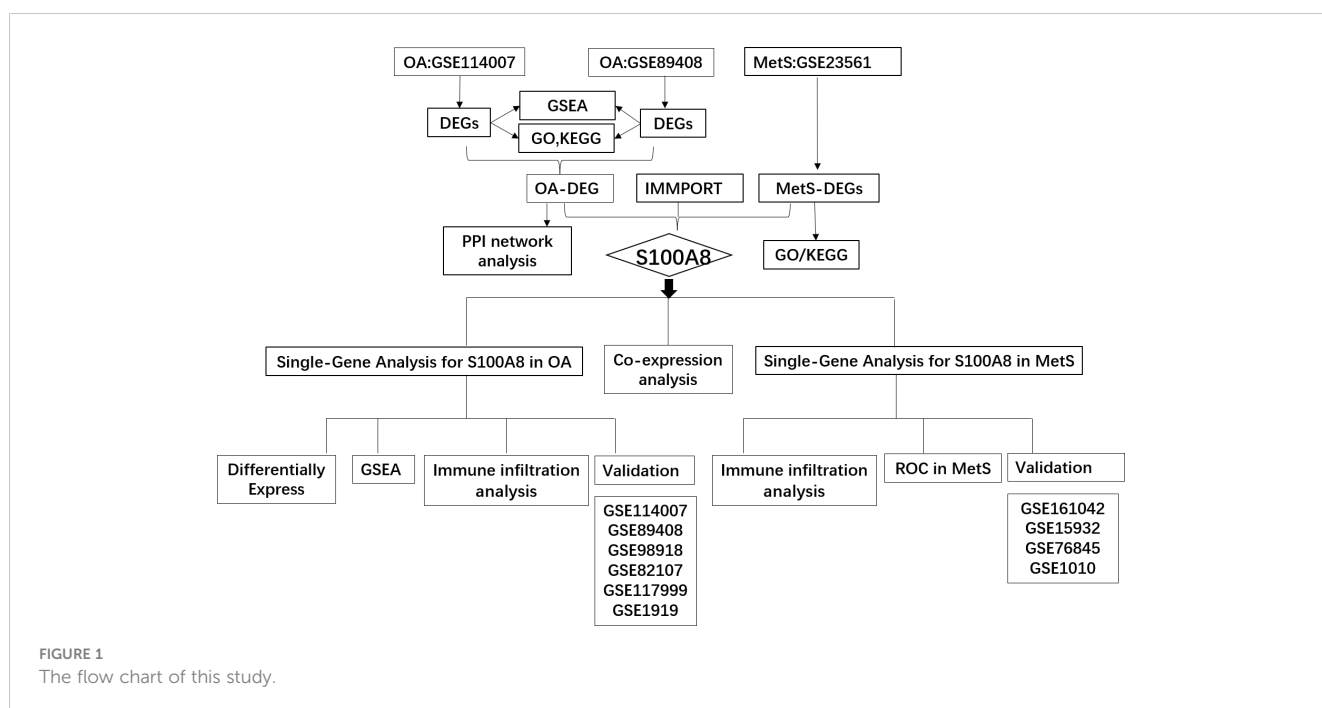 OA:GSE114007
OA:GSE89408
MetS:GSE23561
GSEA
DEGs
DEGs
GO,KEGG
OA-DEG
IMMPORT
MetS-DEGs
PPI network
analysis
S100A8
GO/KEGG
Single-Gene Analysis for S100A8 in OA
Co-expression
analysis
Single-Gene Analysis for S100A8 in MetS
Differentially
Express
GSEA
Immune infiltration
analysis
Validation
GSE114007
GSE89408
GSE98918
GSE82107
GSE117999
GSE1919
Immune infiltration
analysis
ROC in MetS
Validation
GSE161042
GSE15932
GSE76845
GSE1010
FIGURE 1
The flow chart of this study.